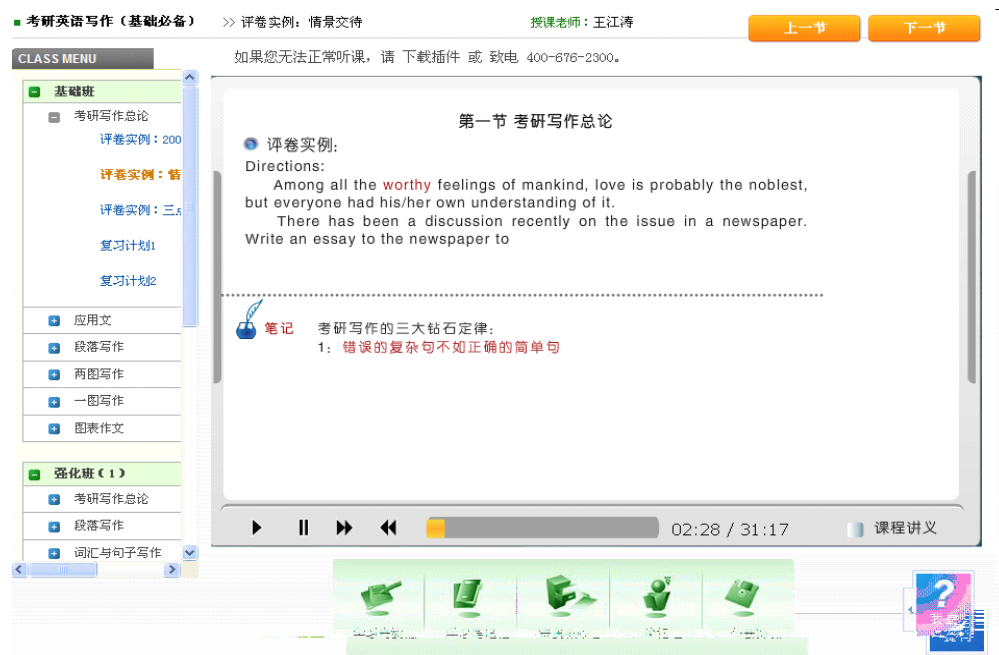 考研英语写作（基础必备）
>> 评卷实例：情景交待
授课老师：王江涛
上一节
下一节
CLASS MENU
如果您无法正常听课，请 下载插件 或 致电 400-676-2300。
基础班
考研写作总论
评卷实例：200
评卷实例：情
评卷实例：三点
复习计划1
复习计划2
应用文
段落写作
两图写作
一图写作
图表作文
强化班（1）
考研写作总论
段落写作
词汇与句子写作
第一节 考研写作总论
评卷实例:
Directions:
Among all the worthy feelings of mankind, love is probably the noblest,
but everyone had his/her own understanding of it.
There has been a discussion recently on the issue in a newspaper.
Write an essay to the newspaper to
笔记
考研写作的三大钻石定律:
1: 错误的复杂句不如正确的简单句
02:28 / 31:17
课程讲义
?
我要